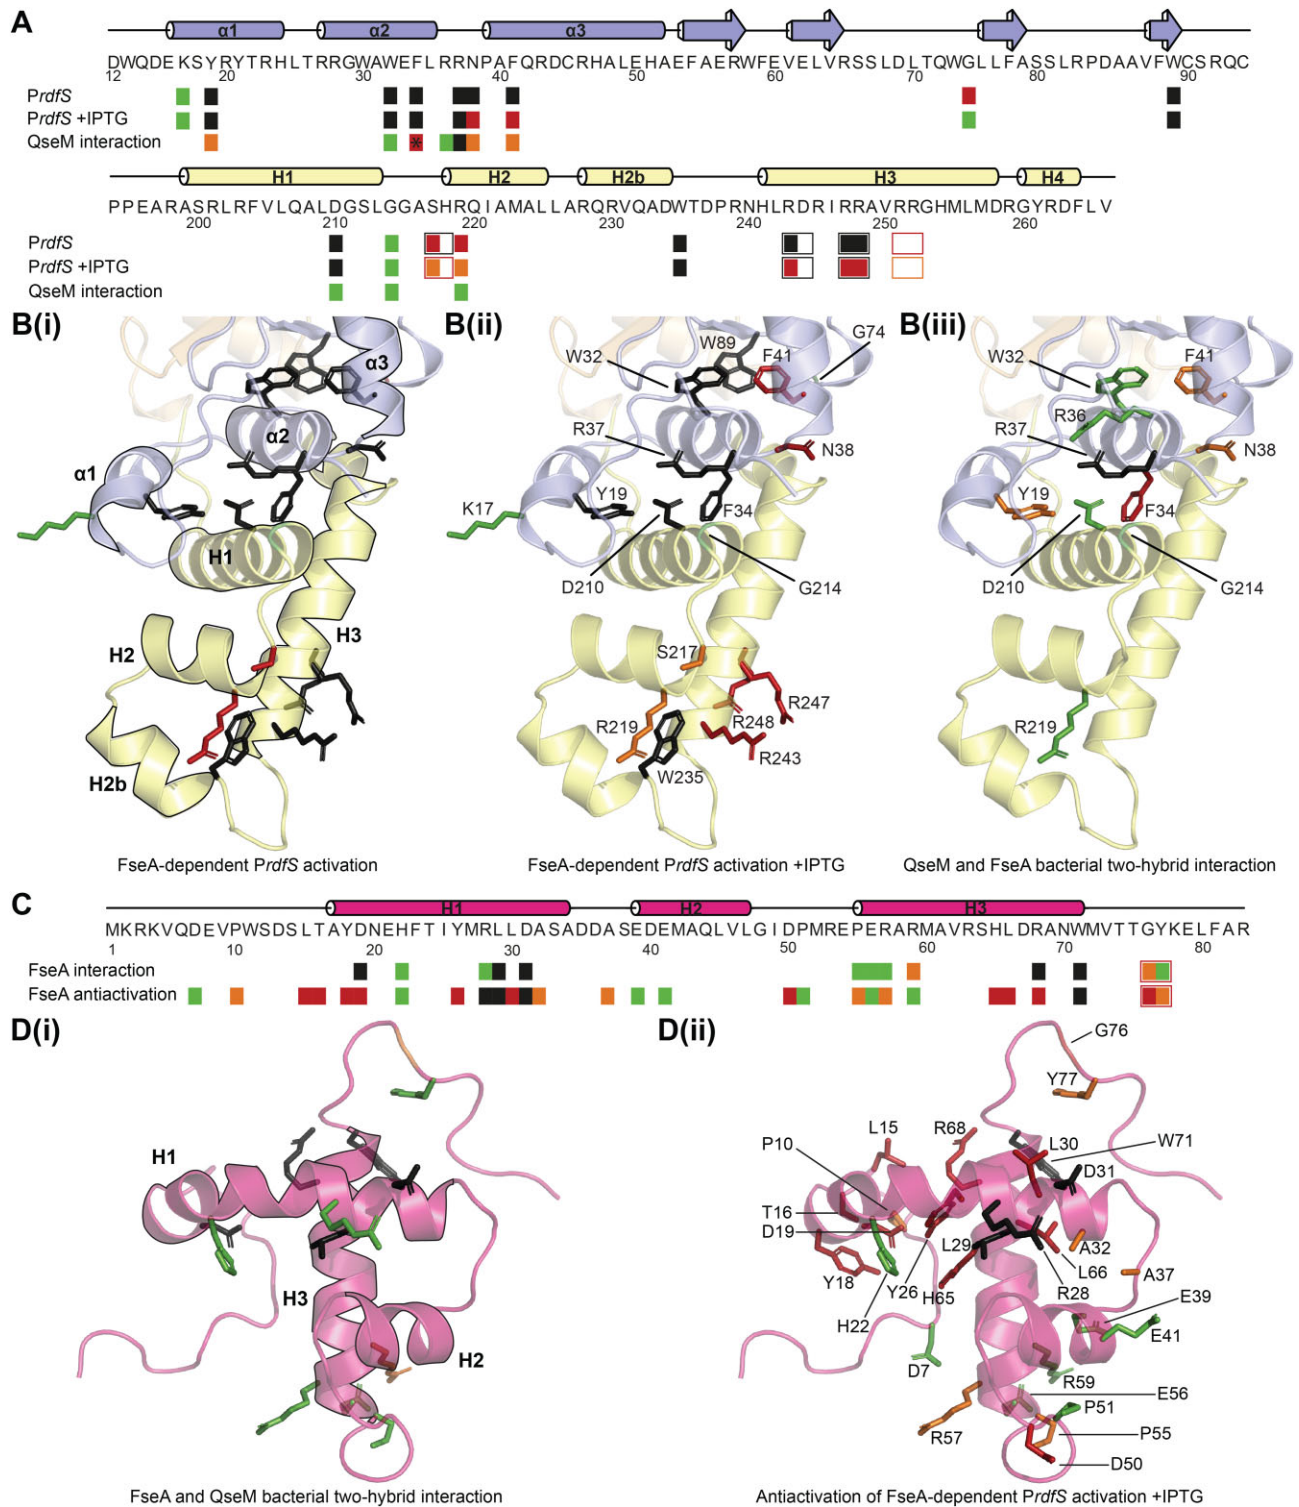 A
α1 α2 α3
DWQDEKSYRYTRHLTRRGWAWEFLRRNPAFQRDCRHALEHAEFAERWFEVELVRSSLDLTQWGLLFASSLRPDAAVFWCSRQC
12 20 30 40 50 60 70 80 90
PrdfS
PrdfS +IPTG
QseM interaction
*
H1 H2 H2b H3 H4
PPEARASRLRFVLQALDGSLGGASHRQIAMALLARQRVQADWTDPRNHLRDRIRRAVRRGHMLMDRGYRDFLV
200 210 220 230 240 250 260
PrdfS
PrdfS +IPTG
QseM interaction
B(i)
α3
α2
α1
H1
H3
H2
H2b
FseA-dependent PrdfS activation
B(ii)
W89
G74
W32
F41
R37
N38
K17
Y19
F34
D210
G214
S217
R247
R219
R248
R243
W235
FseA-dependent PrdfS activation +IPTG
B(iii)
W32
F41
R36
R37
N38
Y19
F34
D210
G214
R219
QseM and FseA bacterial two-hybrid interaction
C
H1 H2 H3
MKRKVQDEVPWSDSLTAYDNEHFTIYMRLLDASADDASEDEMAQLVLGIDPMREPERARMAVRSHLDRANWMVTTGYKELFAR
1 10 20 30 40 50 60 70 80
FseA interaction
FseA antiactivation
D(i)
H1
H3
H2
FseA and QseM bacterial two-hybrid interaction
D(ii)
G76
Y77
L15
R68
P10
L30
W71
D31
T16
D19
L29
A32
Y18
L66
A37
Y26
H65
R28
H22
E39
E41
D7
R59
E56
P51
R57
P55
D50
Antiactivation of FseA-dependent PrdfS activation +IPTG